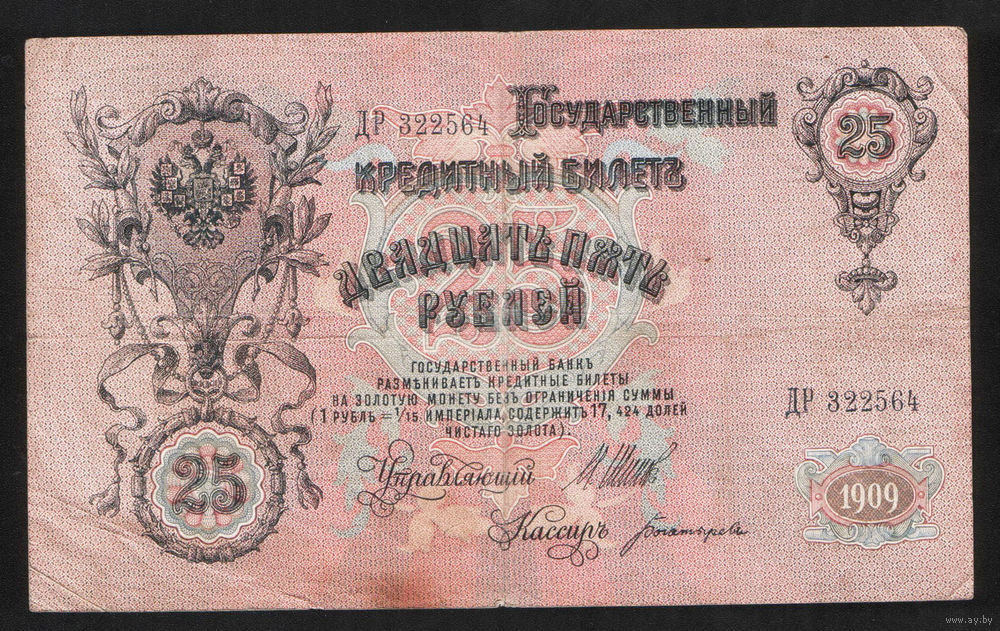 ДР 322564
Государственный
25
Кредитный Билетъ
Двадцать пять
рублей
Государственный банкъ
размѣниваетъ кредитные билеты
на золотую монету безъ ограниченія суммы
(1 рубль = 1/15 имперіала, содержитъ 17,424 долей
чистаго золота).
ДР 322564
25
Управляющій
И Шипов
1909
Кассиръ
Богатырев
www.ay.by